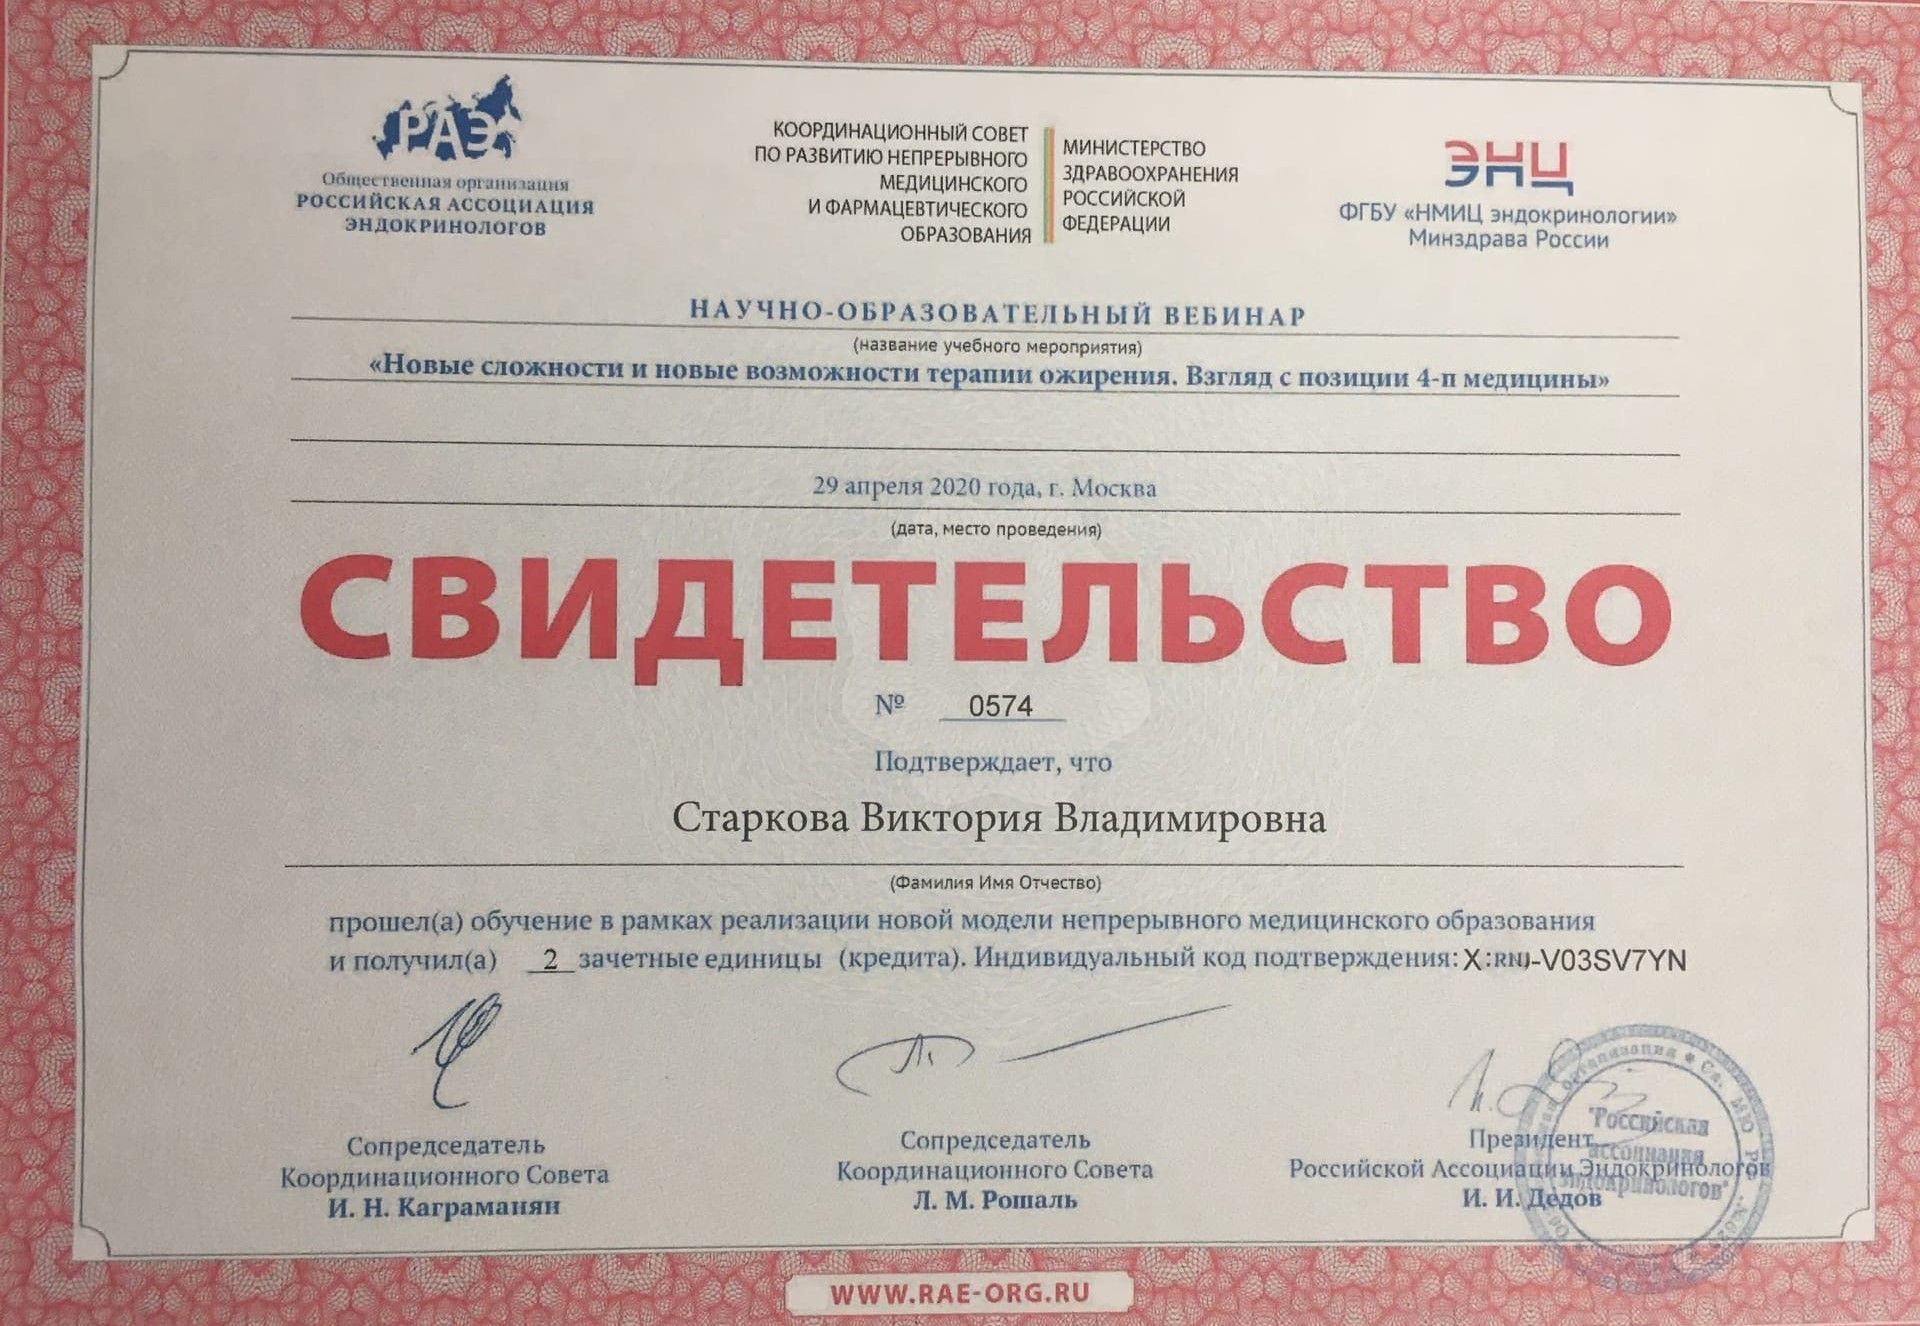 РАЭ
Общественная организация
РОССИЙСКАЯ АССОЦИАЦИЯ
ЭНДОКРИНОЛОГОВ
КООРДИНАЦИОННЫЙ СОВЕТ
ПО РАЗВИТИЮ НЕПРЕРЫВНОГО
МЕДИЦИНСКОГО
И ФАРМАЦЕВТИЧЕСКОГО
ОБРАЗОВАНИЯ
МИНИСТЕРСТВО
ЗДРАВООХРАНЕНИЯ
РОССИЙСКОЙ
ФЕДЕРАЦИИ
ЭНЦ
ФГБУ «НМИЦ эндокринологии»
Минздрава России
НАУЧНО-ОБРАЗОВАТЕЛЬНЫЙ ВЕБИНАР
(название учебного мероприятия)
«Новые сложности и новые возможности терапии ожирения. Взгляд с позиции 4-п медицины»
29 апреля 2020 года, г. Москва
(дата, место проведения)
СВИДЕТЕЛЬСТВО
№ 0574
Подтверждает, что
Старкова Виктория Владимировна
(Фамилия Имя Отчество)
прошел(а) обучение в рамках реализации новой модели непрерывного медицинского образования
и получил(а) 2 зачетные единицы (кредита). Индивидуальный код подтверждения:
Сопредседатель
Координационного Совета
И. Н. Каграманян
Сопредседатель
Координационного Совета
Л. М. Рошаль
Президент
Российской Ассоциации Эндокринологов
И. И. Дедов
"Российская
ассоциация
эндокринологов"
WWW.RAE-ORG.RU